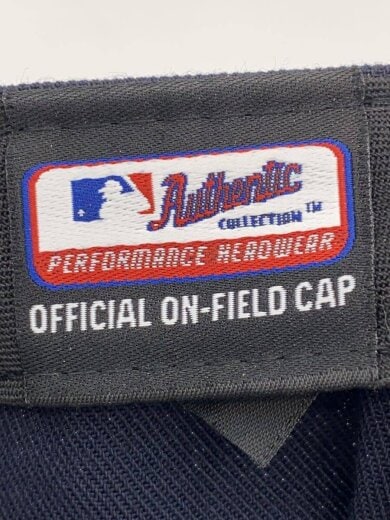 Authentic
COLLECTION TM
PERFORMANCE HEADWEAR
OFFICIAL ON-FIELD CAP